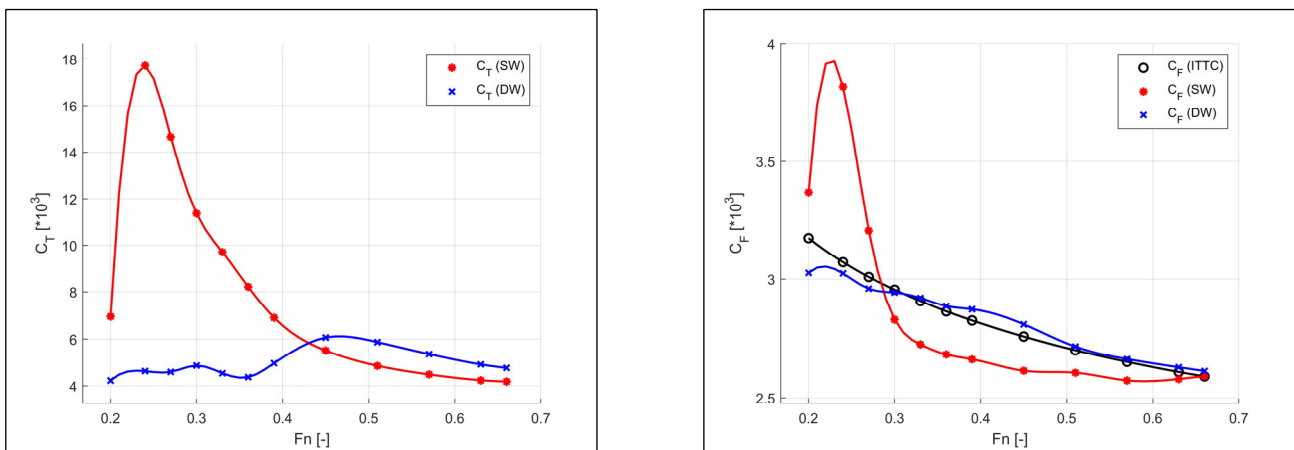 18
16
14
12
10
8
6
4
C_T [*10^3]
0.2 0.3 0.4 0.5 0.6 0.7
Fn [-]
C_T (SW)
C_T (DW)
4
3.5
3
2.5
C_F [*10^3]
0.2 0.3 0.4 0.5 0.6 0.7
Fn [-]
C_F (ITTC)
C_F (SW)
C_F (DW)